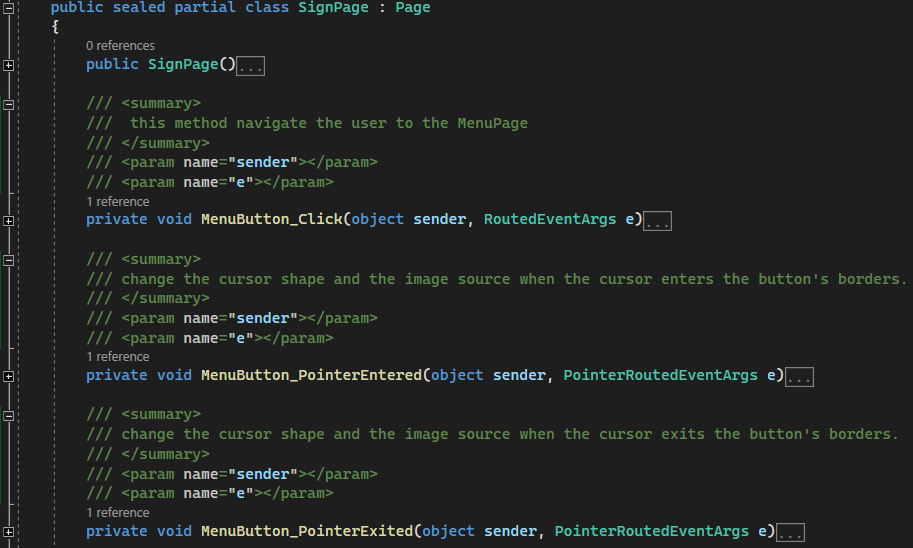 public sealed partial class SignPage : Page
{
0 references
public SignPage()...
/// <summary>
///  this method navigate the user to the MenuPage
/// </summary>
/// <param name="sender"></param>
/// <param name="e"></param>
1 reference
private void MenuButton_Click(object sender, RoutedEventArgs e)...
/// <summary>
/// change the cursor shape and the image source when the cursor enters the button's borders.
/// </summary>
/// <param name="sender"></param>
/// <param name="e"></param>
1 reference
private void MenuButton_PointerEntered(object sender, PointerRoutedEventArgs e)...
/// <summary>
/// change the cursor shape and the image source when the cursor exits the button's borders.
/// </summary>
/// <param name="sender"></param>
/// <param name="e"></param>
1 reference
private void MenuButton_PointerExited(object sender, PointerRoutedEventArgs e)...